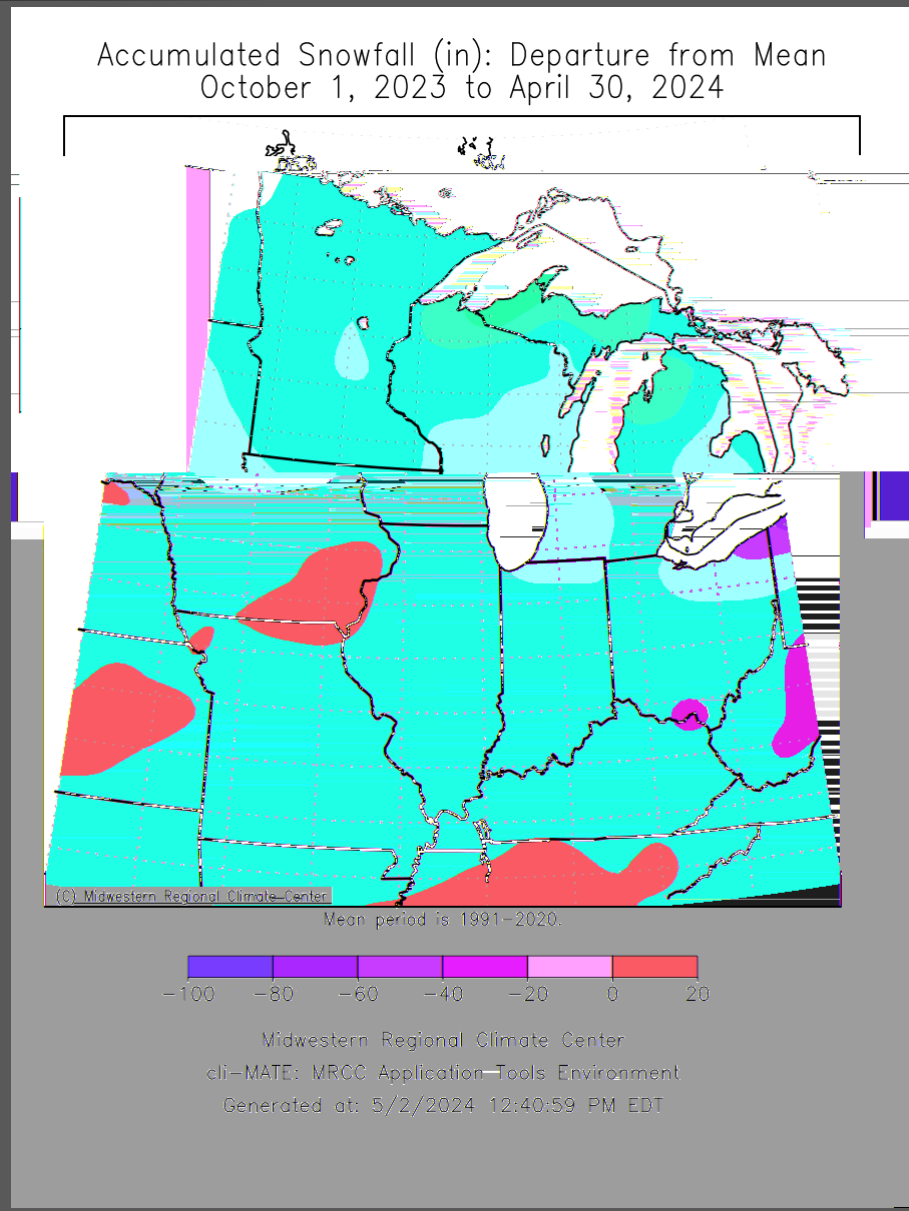 Accumulated Snowfall (in): Departure from Mean
October 1, 2023 to April 30, 2024
(C) Midwestern Regional Climate Center
Mean period is 1991-2020.
-100 -80 -60 -40 -20 0 20
Midwestern Regional Climate Center
cli-MATE: MRCC Application Tools Environment
Generated at: 5/2/2024 12:40:59 PM EDT